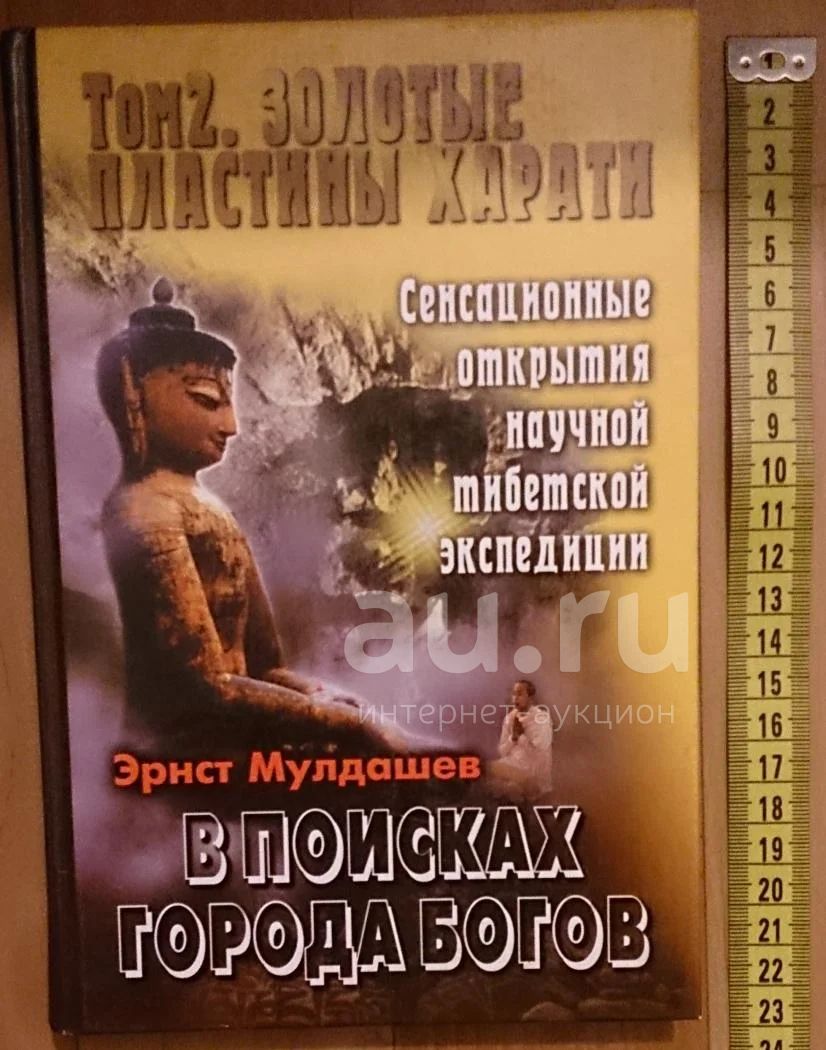 Том2. ЗОЛОТЫЕ
ПЛАСТИНЫ ХАРАТИ
Сенсационные
открытия
научной
тибетской
экспедиции
au.ru
интернет-аукцион
Эрнст Мулдашев
В ПОИСКАХ
ГОРОДА БОГОВ
1
2
3
4
5
6
7
8
9
10
11
12
13
14
15
16
17
18
19
20
21
22
23
24